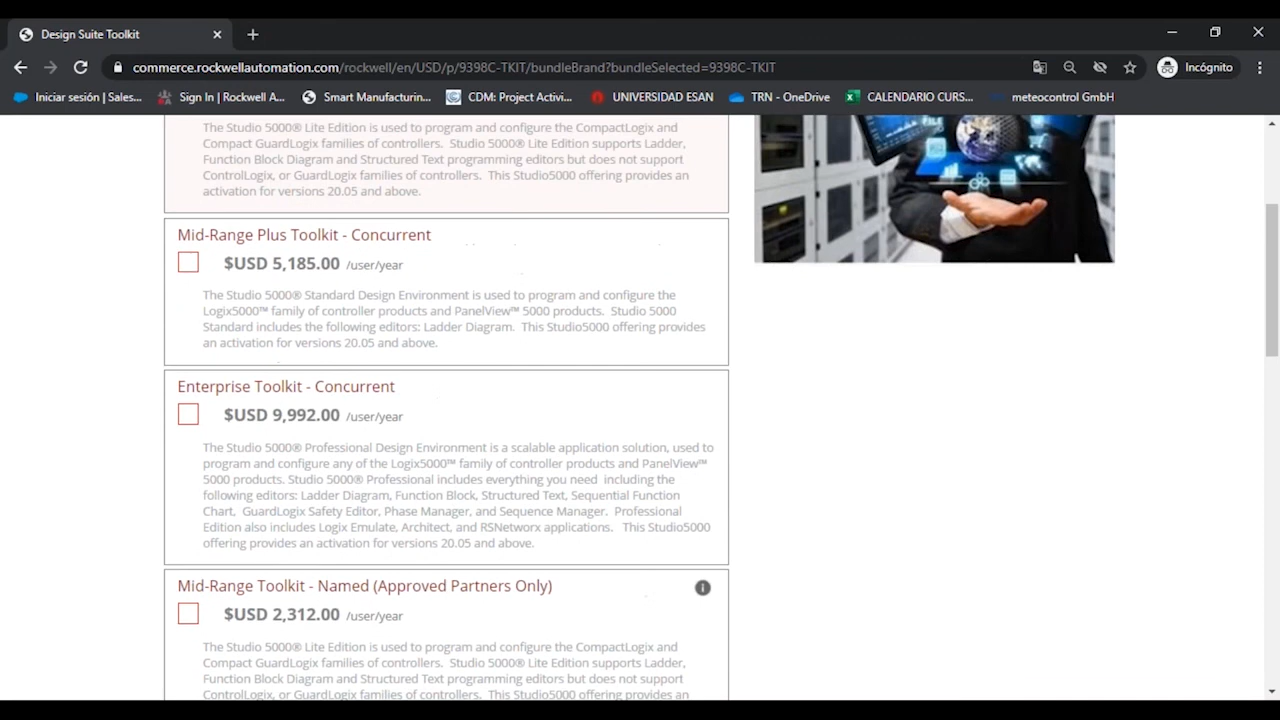 Design Suite Toolkit
commerce.rockwellautomation.com/rockwell/en/USD/p/9398C-TKIT/bundleBrand?bundleSelected=9398C-TKIT
Incógnito
Iniciar sesión | Sales...
Sign In | Rockwell A...
Smart Manufacturin...
CDM: Project Activi...
UNIVERSIDAD ESAN
TRN - OneDrive
CALENDARIO CURS...
meteocontrol GmbH
The Studio 5000® Lite Edition is used to program and configure the CompactLogix and
Compact GuardLogix families of controllers. Studio 5000® Lite Edition supports Ladder,
Function Block Diagram and Structured Text programming editors but does not support
ControlLogix, or GuardLogix families of controllers. This Studio5000 offering provides an
activation for versions 20.05 and above.
Mid-Range Plus Toolkit - Concurrent
$USD 5,185.00 /user/year
The Studio 5000® Standard Design Environment is used to program and configure the
Logix5000™ family of controller products and PanelView™ 5000 products. Studio 5000
Standard includes the following editors: Ladder Diagram. This Studio5000 offering provides
an activation for versions 20.05 and above.
Enterprise Toolkit - Concurrent
$USD 9,992.00 /user/year
The Studio 5000® Professional Design Environment is a scalable application solution, used to
program and configure any of the Logix5000™ family of controller products and PanelView™
5000 products. Studio 5000® Professional includes everything you need including the
following editors: Ladder Diagram, Function Block, Structured Text, Sequential Function
Chart, GuardLogix Safety Editor, Phase Manager, and Sequence Manager. Professional
Edition also includes Logix Emulate, Architect, and RSNetworx applications. This Studio5000
offering provides an activation for versions 20.05 and above.
Mid-Range Toolkit - Named (Approved Partners Only)
$USD 2,312.00 /user/year
The Studio 5000® Lite Edition is used to program and configure the CompactLogix and
Compact GuardLogix families of controllers. Studio 5000® Lite Edition supports Ladder,
Function Block Diagram and Structured Text programming editors but does not support
ControlLogix, or GuardLogix families of controllers. This Studio5000 offering provides an